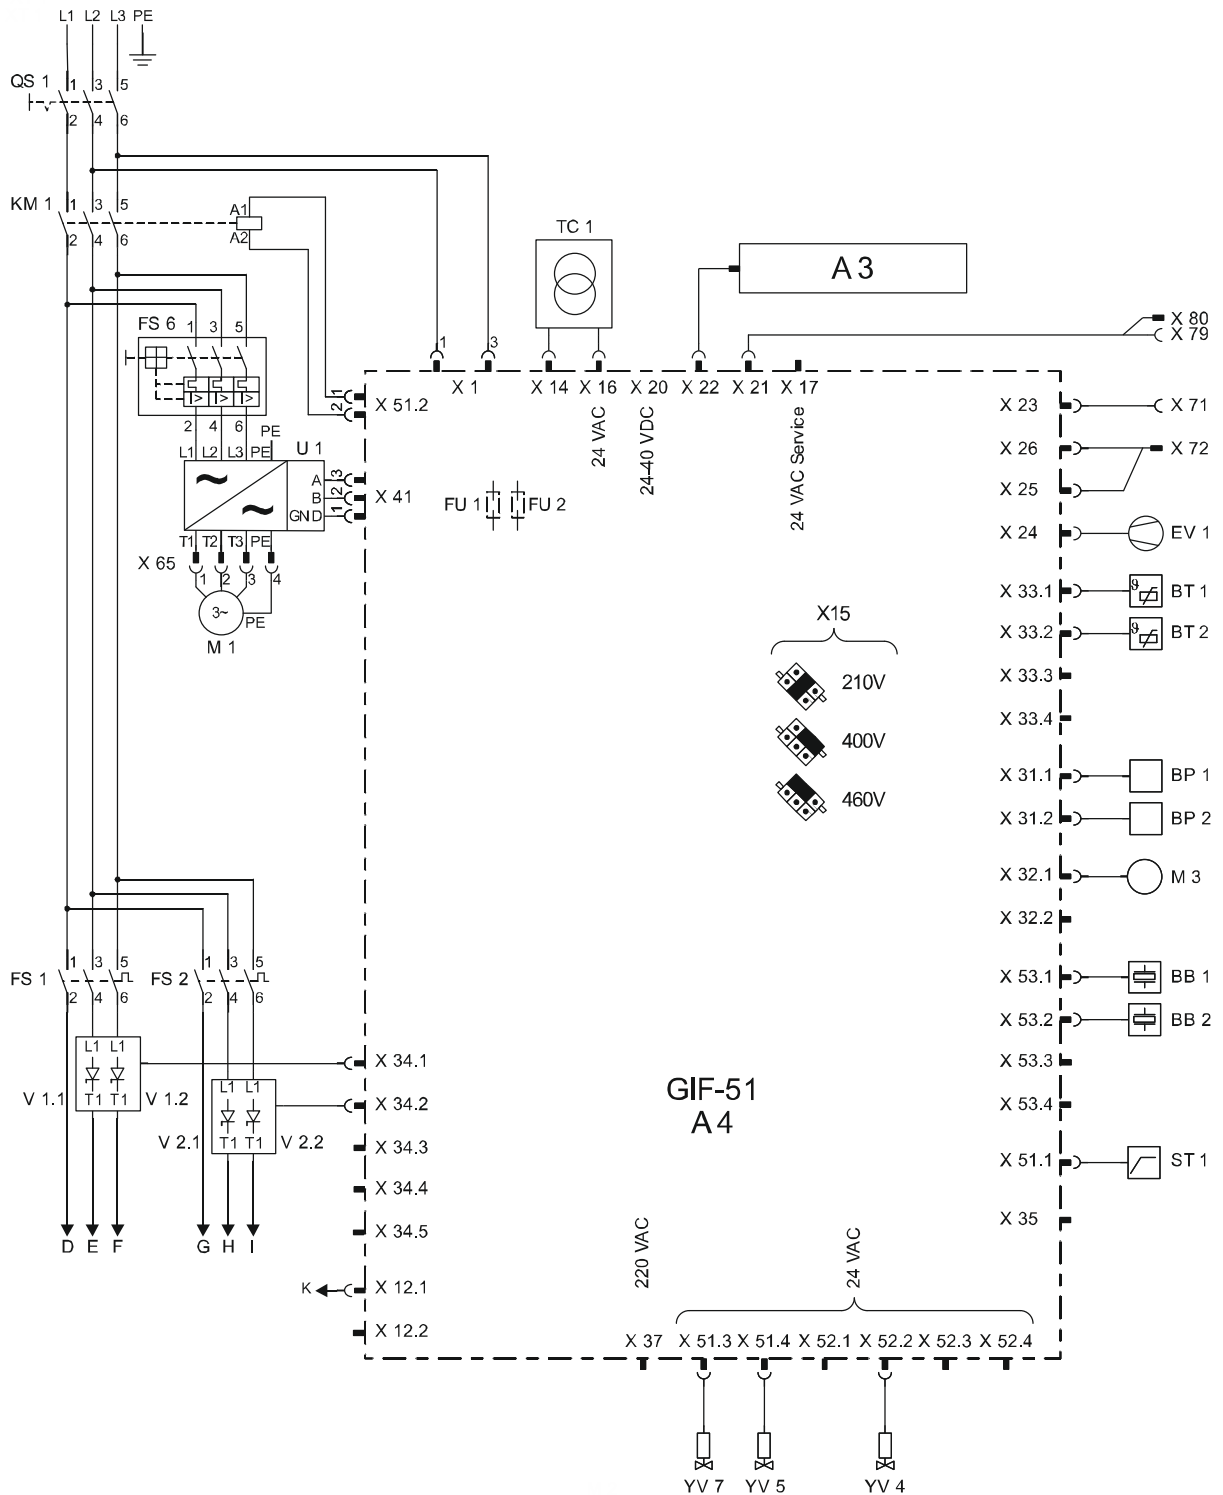 L1 L2 L3 PE
QS 1
1 3 5
2 4 6
KM 1
1 3 5
2 4 6
A1
A2
TC 1
A 3
X 80
X 79
FS 6
1 3 5
I> I> I>
2 4 6
PE
L1 L2 L3 PE
U 1
A
B
GND
3
2
1
T1 T2 T3 PE
X 65
1 2 3 4
3~
PE
M 1
1
2
1
3
X 1
X 14
X 16
X 20
X 22
X 21
X 17
24 VAC
24-40 VDC
24 VAC Service
X 51.2
X 41
FU 1
FU 2
X15
210V
400V
460V
X 23
X 71
X 26
X 72
X 25
X 24
EV 1
X 33.1
ϑ
BT 1
X 33.2
ϑ
BT 2
X 33.3
X 33.4
X 31.1
BP 1
X 31.2
BP 2
X 32.1
M 3
X 32.2
X 53.1
BB 1
X 53.2
BB 2
X 53.3
X 53.4
X 51.1
ST 1
X 35
FS 1
1 3 5
2 4 6
FS 2
1 3 5
2 4 6
L1 L1
V 1.1
T1 T1
V 1.2
L1 L1
V 2.1
T1 T1
V 2.2
D E F
G H I
X 34.1
X 34.2
X 34.3
X 34.4
X 34.5
K
X 12.1
X 12.2
GIF-51
A 4
220 VAC
24 VAC
X 37
X 51.3
X 51.4
X 52.1
X 52.2
X 52.3
X 52.4
YV 7
YV 5
YV 4